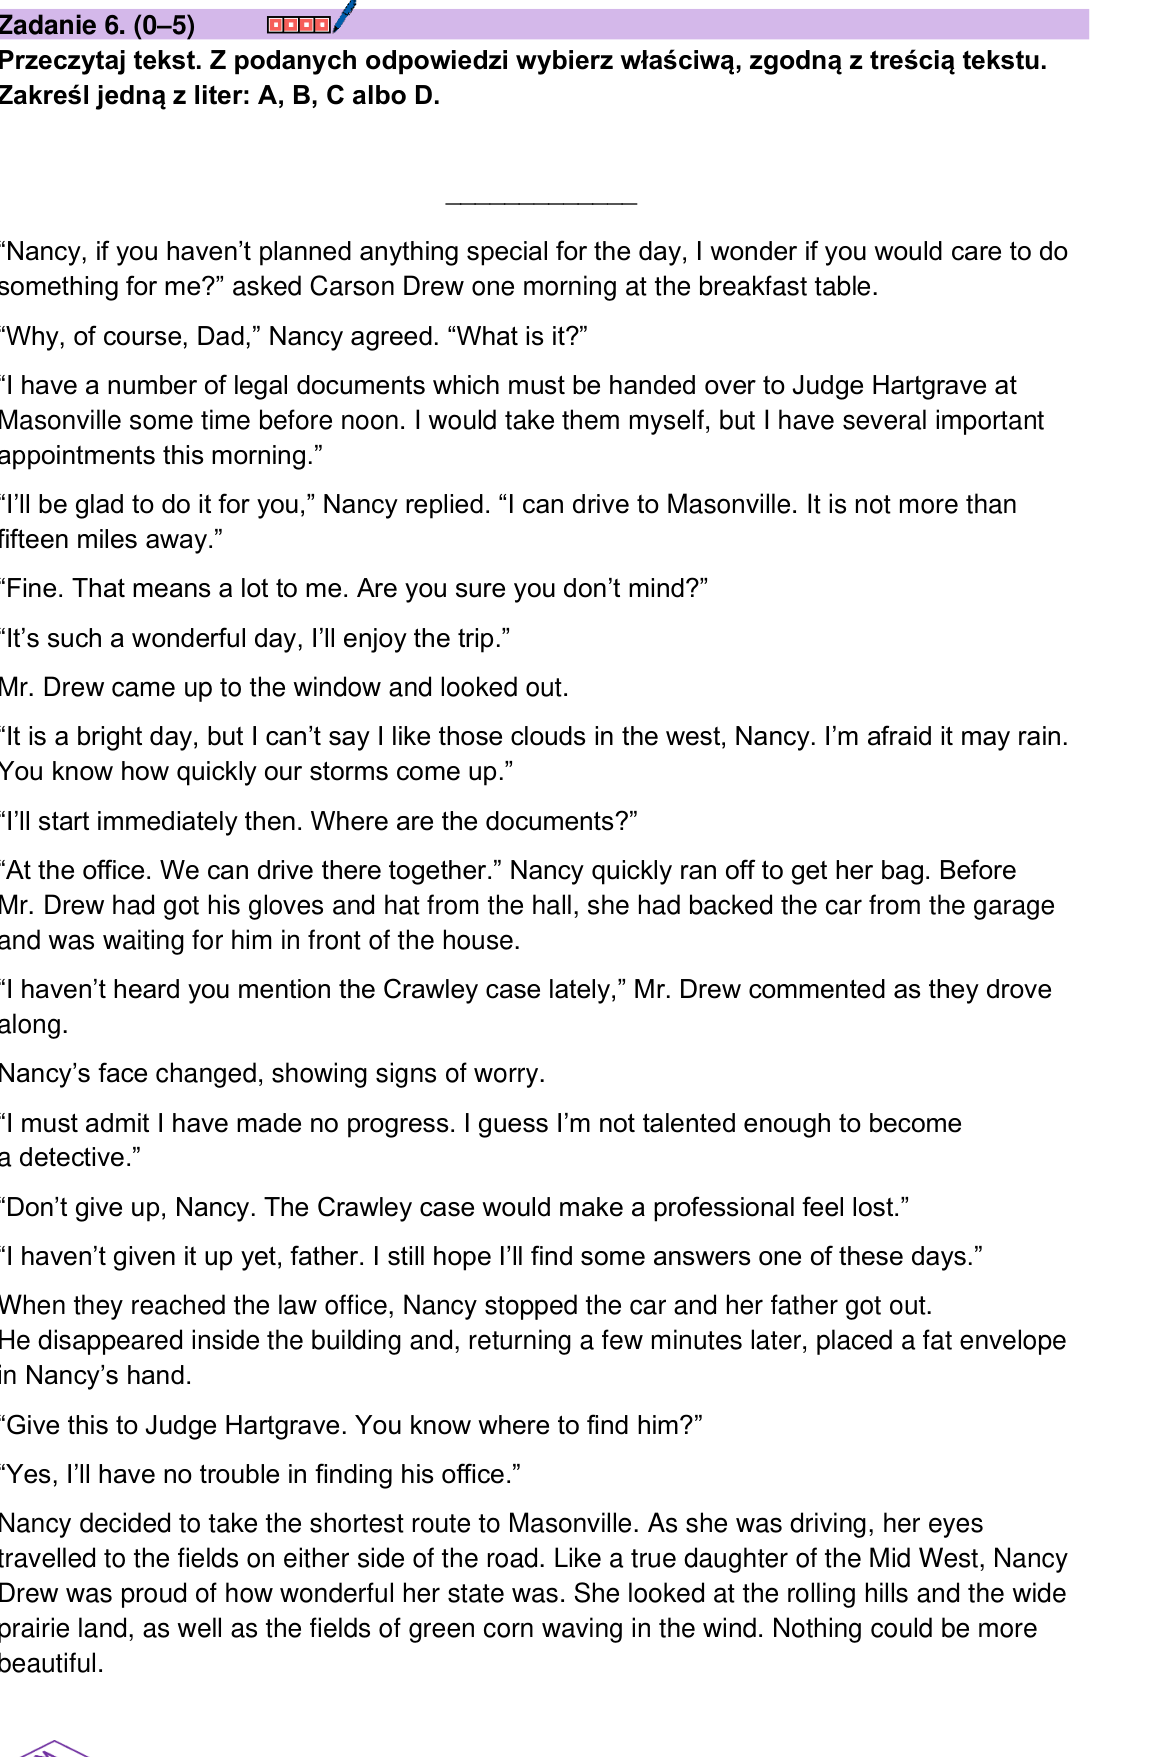 Zadanie 6. (0–5)
Przeczytaj tekst. Z podanych odpowiedzi wybierz właściwą, zgodną z treścią tekstu.
Zakreśl jedną z liter: A, B, C albo D.
_____________
“Nancy, if you haven’t planned anything special for the day, I wonder if you would care to do
something for me?” asked Carson Drew one morning at the breakfast table.
“Why, of course, Dad,” Nancy agreed. “What is it?”
“I have a number of legal documents which must be handed over to Judge Hartgrave at
Masonville some time before noon. I would take them myself, but I have several important
appointments this morning.”
“I’ll be glad to do it for you,” Nancy replied. “I can drive to Masonville. It is not more than
fifteen miles away.”
“Fine. That means a lot to me. Are you sure you don’t mind?”
“It’s such a wonderful day, I’ll enjoy the trip.”
Mr. Drew came up to the window and looked out.
“It is a bright day, but I can’t say I like those clouds in the west, Nancy. I’m afraid it may rain.
You know how quickly our storms come up.”
“I’ll start immediately then. Where are the documents?”
“At the office. We can drive there together.” Nancy quickly ran off to get her bag. Before
Mr. Drew had got his gloves and hat from the hall, she had backed the car from the garage
and was waiting for him in front of the house.
“I haven’t heard you mention the Crawley case lately,” Mr. Drew commented as they drove
along.
Nancy’s face changed, showing signs of worry.
“I must admit I have made no progress. I guess I’m not talented enough to become
a detective.”
“Don’t give up, Nancy. The Crawley case would make a professional feel lost.”
“I haven’t given it up yet, father. I still hope I’ll find some answers one of these days.”
When they reached the law office, Nancy stopped the car and her father got out.
He disappeared inside the building and, returning a few minutes later, placed a fat envelope
in Nancy’s hand.
“Give this to Judge Hartgrave. You know where to find him?”
“Yes, I’ll have no trouble in finding his office.”
Nancy decided to take the shortest route to Masonville. As she was driving, her eyes
travelled to the fields on either side of the road. Like a true daughter of the Mid West, Nancy
Drew was proud of how wonderful her state was. She looked at the rolling hills and the wide
prairie land, as well as the fields of green corn waving in the wind. Nothing could be more
beautiful.